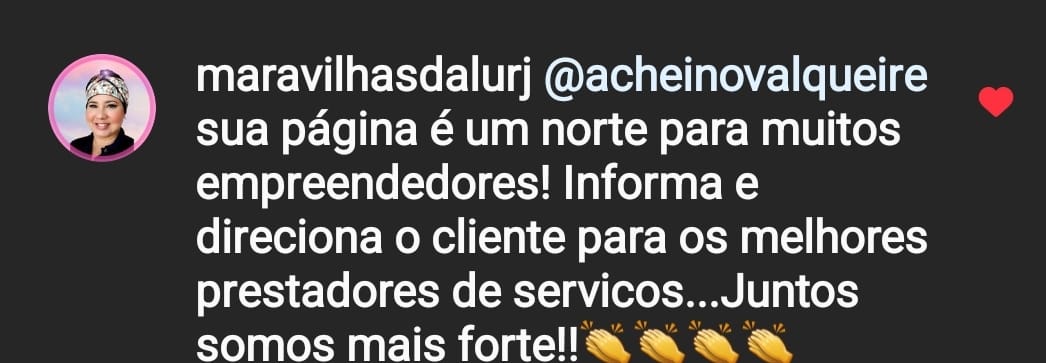 maravilhasdalurj @acheinovalqueire
sua página é um norte para muitos
empreendedores! Informa e
direciona o cliente para os melhores
prestadores de servicos...Juntos
somos mais forte!!👏👏👏👏